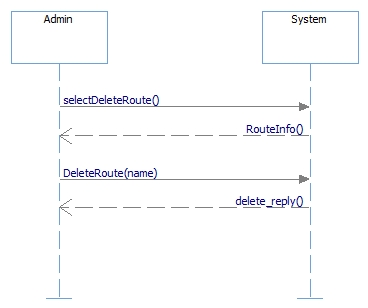 Admin
System
selectDeleteRoute()
RouteInfo()
DeleteRoute(name)
delete_reply()